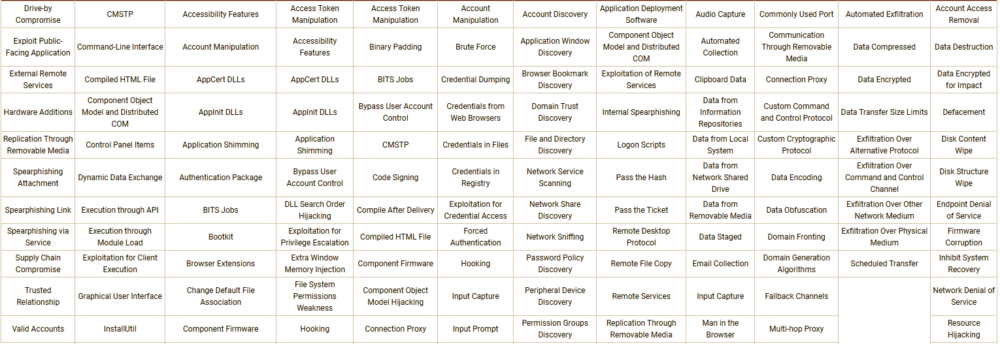 Drive-by Compromise CMSTP Accessibility Features Access Token Manipulation Access Token Manipulation Account Manipulation Account Discovery Application Deployment Software Audio Capture Commonly Used Port Automated Exfiltration Account Access Removal
Exploit Public-Facing Application Command-Line Interface Account Manipulation Accessibility Features Binary Padding Brute Force Application Window Discovery Component Object Model and Distributed COM Automated Collection Communication Through Removable Media Data Compressed Data Destruction
External Remote Services Compiled HTML File AppCert DLLs AppCert DLLs BITS Jobs Credential Dumping Browser Bookmark Discovery Exploitation of Remote Services Clipboard Data Connection Proxy Data Encrypted Data Encrypted for Impact
Hardware Additions Component Object Model and Distributed COM AppInit DLLs AppInit DLLs Bypass User Account Control Credentials from Web Browsers Domain Trust Discovery Internal Spearphishing Data from Information Repositories Custom Command and Control Protocol Data Transfer Size Limits Defacement
Replication Through Removable Media Control Panel Items Application Shimming Application Shimming CMSTP Credentials in Files File and Directory Discovery Logon Scripts Data from Local System Custom Cryptographic Protocol Exfiltration Over Alternative Protocol Disk Content Wipe
Spearphishing Attachment Dynamic Data Exchange Authentication Package Bypass User Account Control Code Signing Credentials in Registry Network Service Scanning Pass the Hash Data from Network Shared Drive Data Encoding Exfiltration Over Command and Control Channel Disk Structure Wipe
Spearphishing Link Execution through API BITS Jobs DLL Search Order Hijacking Compile After Delivery Exploitation for Credential Access Network Share Discovery Pass the Ticket Data from Removable Media Data Obfuscation Exfiltration Over Other Network Medium Endpoint Denial of Service
Spearphishing via Service Execution through Module Load Bootkit Exploitation for Privilege Escalation Compiled HTML File Forced Authentication Network Sniffing Remote Desktop Protocol Data Staged Domain Fronting Exfiltration Over Physical Medium Firmware Corruption
Supply Chain Compromise Exploitation for Client Execution Browser Extensions Extra Window Memory Injection Component Firmware Hooking Password Policy Discovery Remote File Copy Email Collection Domain Generation Algorithms Scheduled Transfer Inhibit System Recovery
Trusted Relationship Graphical User Interface Change Default File Association File System Permissions Weakness Component Object Model Hijacking Input Capture Peripheral Device Discovery Remote Services Input Capture Fallback Channels Network Denial of Service
Valid Accounts InstallUtil Component Firmware Hooking Connection Proxy Input Prompt Permission Groups Discovery Replication Through Removable Media Man in the Browser Multi-hop Proxy Resource Hijacking